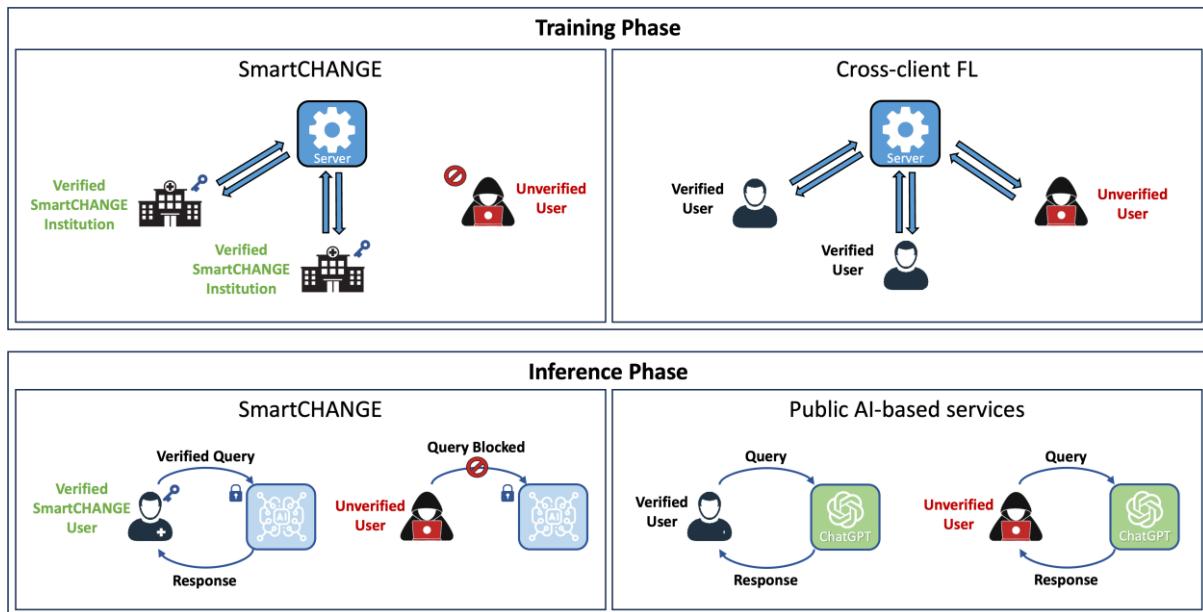 Training Phase
SmartCHANGE
Server
Verified
SmartCHANGE
Institution
Verified
SmartCHANGE
Institution
Unverified
User
Cross-client FL
Server
Verified
User
Verified
User
Unverified
User
Inference Phase
SmartCHANGE
Verified Query
Verified
SmartCHANGE
User
AI
Response
Query Blocked
Unverified
User
AI
Public AI-based services
Query
Verified
User
ChatGPT
Response
Query
Unverified
User
ChatGPT
Response